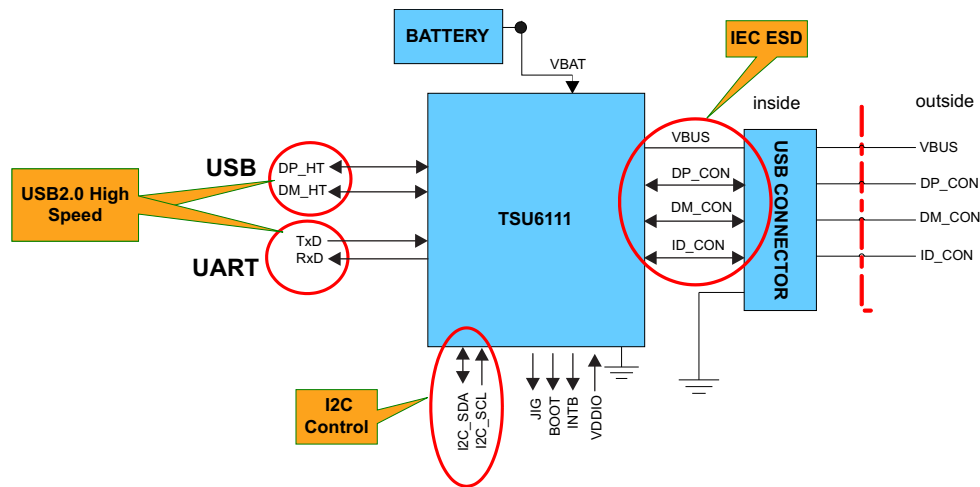 BATTERY
IEC ESD
VBAT
inside
outside
VBUS
VBUS
USB
DP_HT
DP_CON
DP_CON
USB2.0 High
Speed
DM_HT
TSU6111
DM_CON
USB CONNECTOR
DM_CON
TxD
UART
RxD
ID_CON
ID_CON
I2C
Control
I2C_SDA
I2C_SCL
JIG
BOOT
INTB
VDDIO